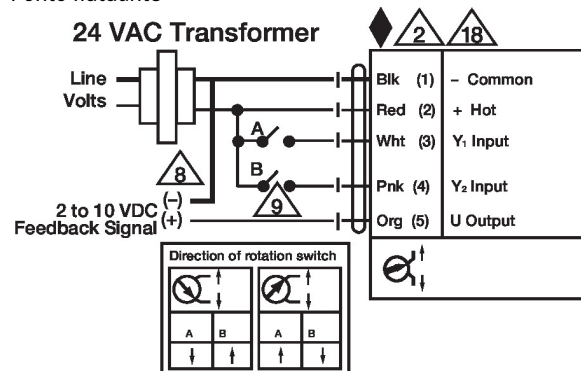 24 VAC Transformer
2 18
Line
Volts
Blk (1) – Common
Red (2) + Hot
A
Wht (3) Y₁ Input
B
Pnk (4) Y₂ Input
8
9
2 to 10 VDC (–)
Feedback Signal (+)
Org (5) U Output
Direction of rotation switch
A B A B